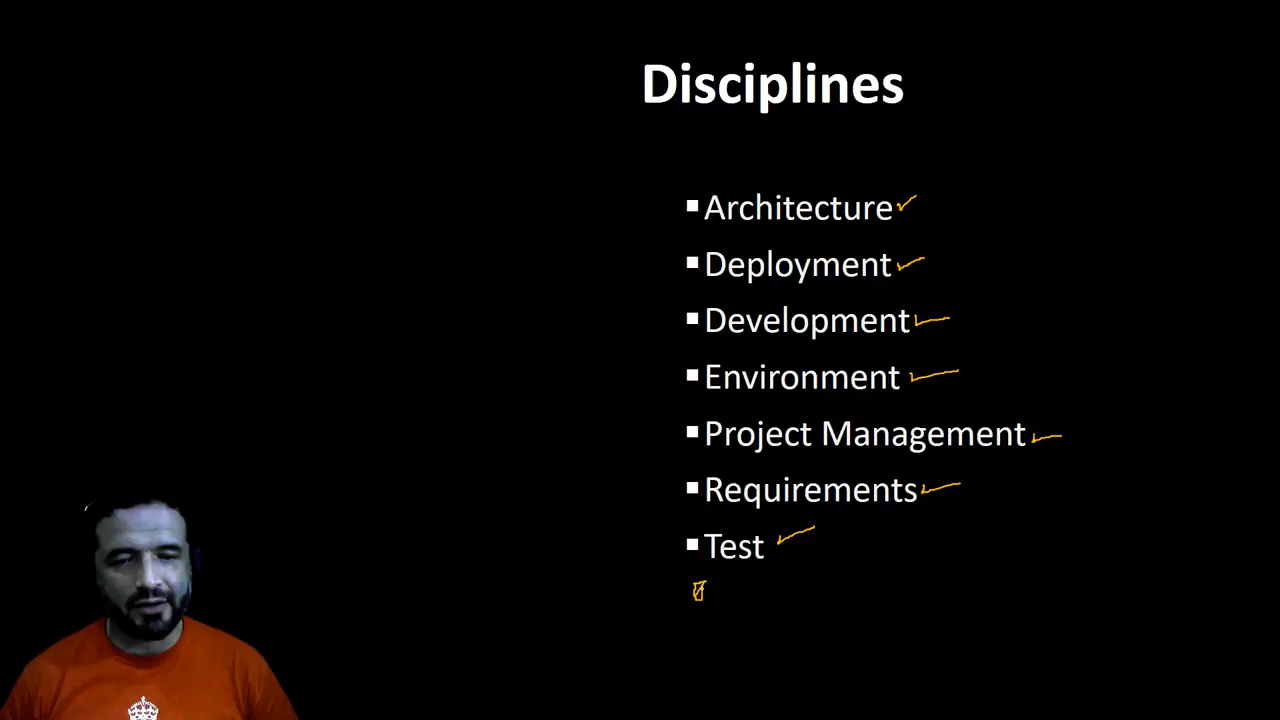 Disciplines
▪Architecture ✓
▪Deployment ✓
▪Development ✓
▪Environment ✓
▪Project Management ✓
▪Requirements ✓
▪Test ✓